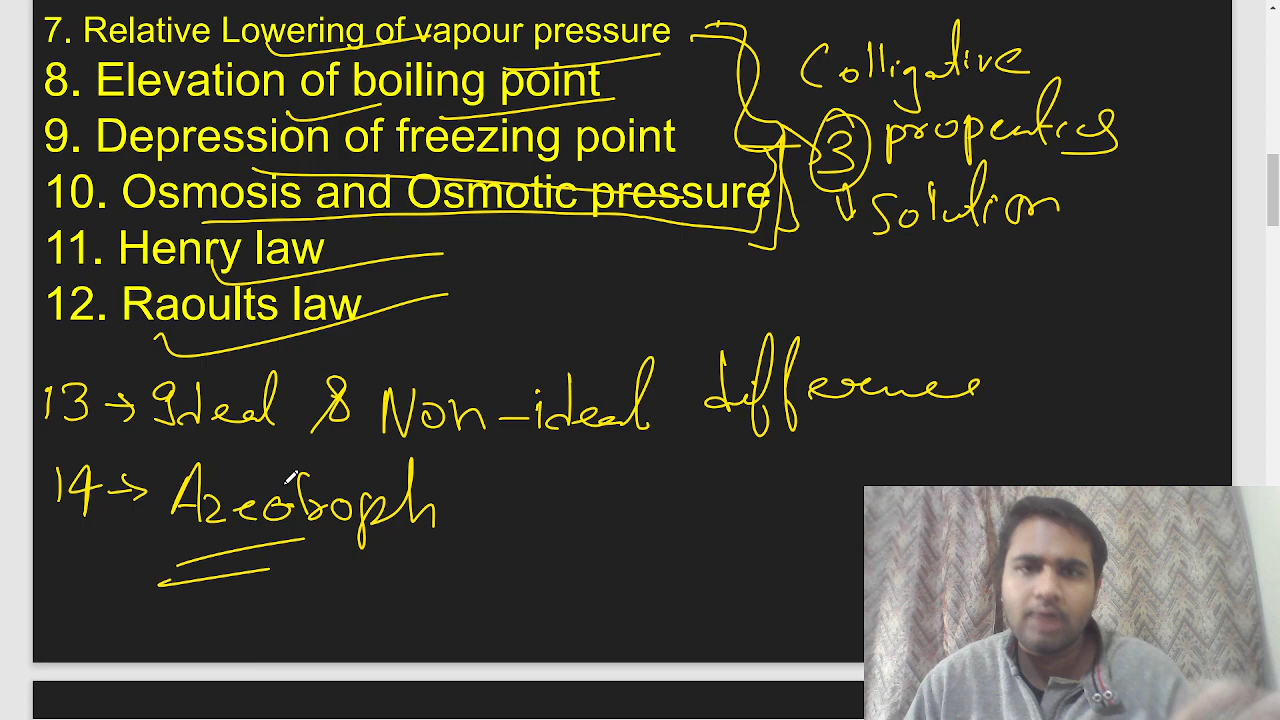 7. Relative Lowering of vapour pressure
8. Elevation of boiling point
9. Depression of freezing point
10. Osmosis and Osmotic pressure
11. Henry law
12. Raoults law
Colligative
3 properties
solution
13 → Ideal & Non-ideal difference
14 → Azeotroph